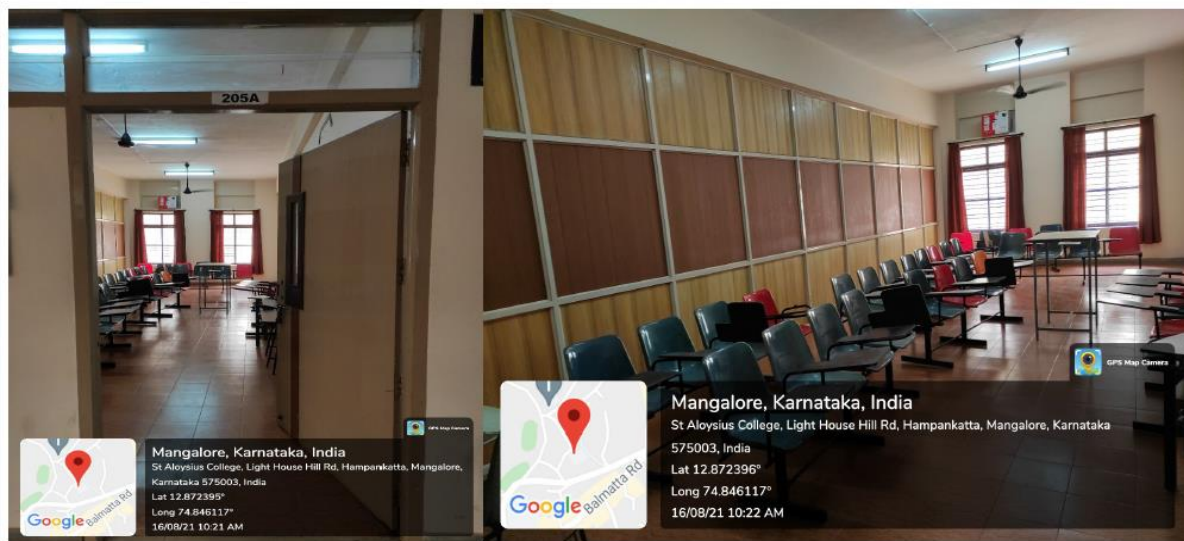 205A
GPS Map Camera
Mangalore, Karnataka, India
St Aloysius College, Light House Hill Rd, Hampankatta, Mangalore,
Karnataka 575003, India
Lat 12.872395°
Long 74.846117°
16/08/21 10:21 AM
Google
Balmatta Rd
GPS Map Camera
Mangalore, Karnataka, India
St Aloysius College, Light House Hill Rd, Hampankatta, Mangalore, Karnataka
575003, India
Lat 12.872396°
Long 74.846117°
16/08/21 10:22 AM
Google
Balmatta Rd